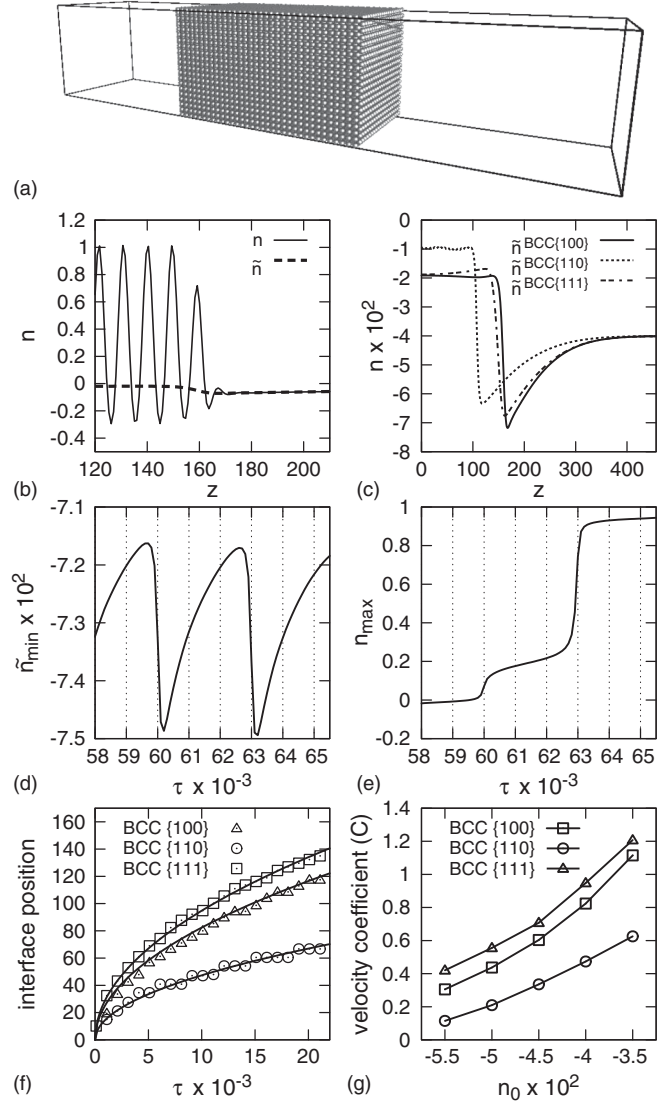 (a)
1.2
1
0.8
0.6
0.4
0.2
0
-0.2
-0.4
n
n
ñ
120 140 160 180 200
z
(b)
0
-1
-2
-3
-4
-5
-6
-7
-8
n x 10²
ñ BCC{100}
ñ BCC{110}
ñ BCC{111}
0 100 200 300 400
z
(c)
-7.1
-7.2
-7.3
-7.4
-7.5
ñmin x 10²
58 59 60 61 62 63 64 65
τ x 10⁻³
(d)
1
0.8
0.6
0.4
0.2
0
-0.2
nmax
58 59 60 61 62 63 64 65
τ x 10⁻³
(e)
160
140
120
100
80
60
40
20
0
interface position
BCC {100}
BCC {110}
BCC {111}
0 5 10 15 20
τ x 10⁻³
(f)
1.4
1.2
1
0.8
0.6
0.4
0.2
0
velocity coefficient (C)
BCC {100}
BCC {110}
BCC {111}
-5.5 -5 -4.5 -4 -3.5
n₀ x 10²
(g)